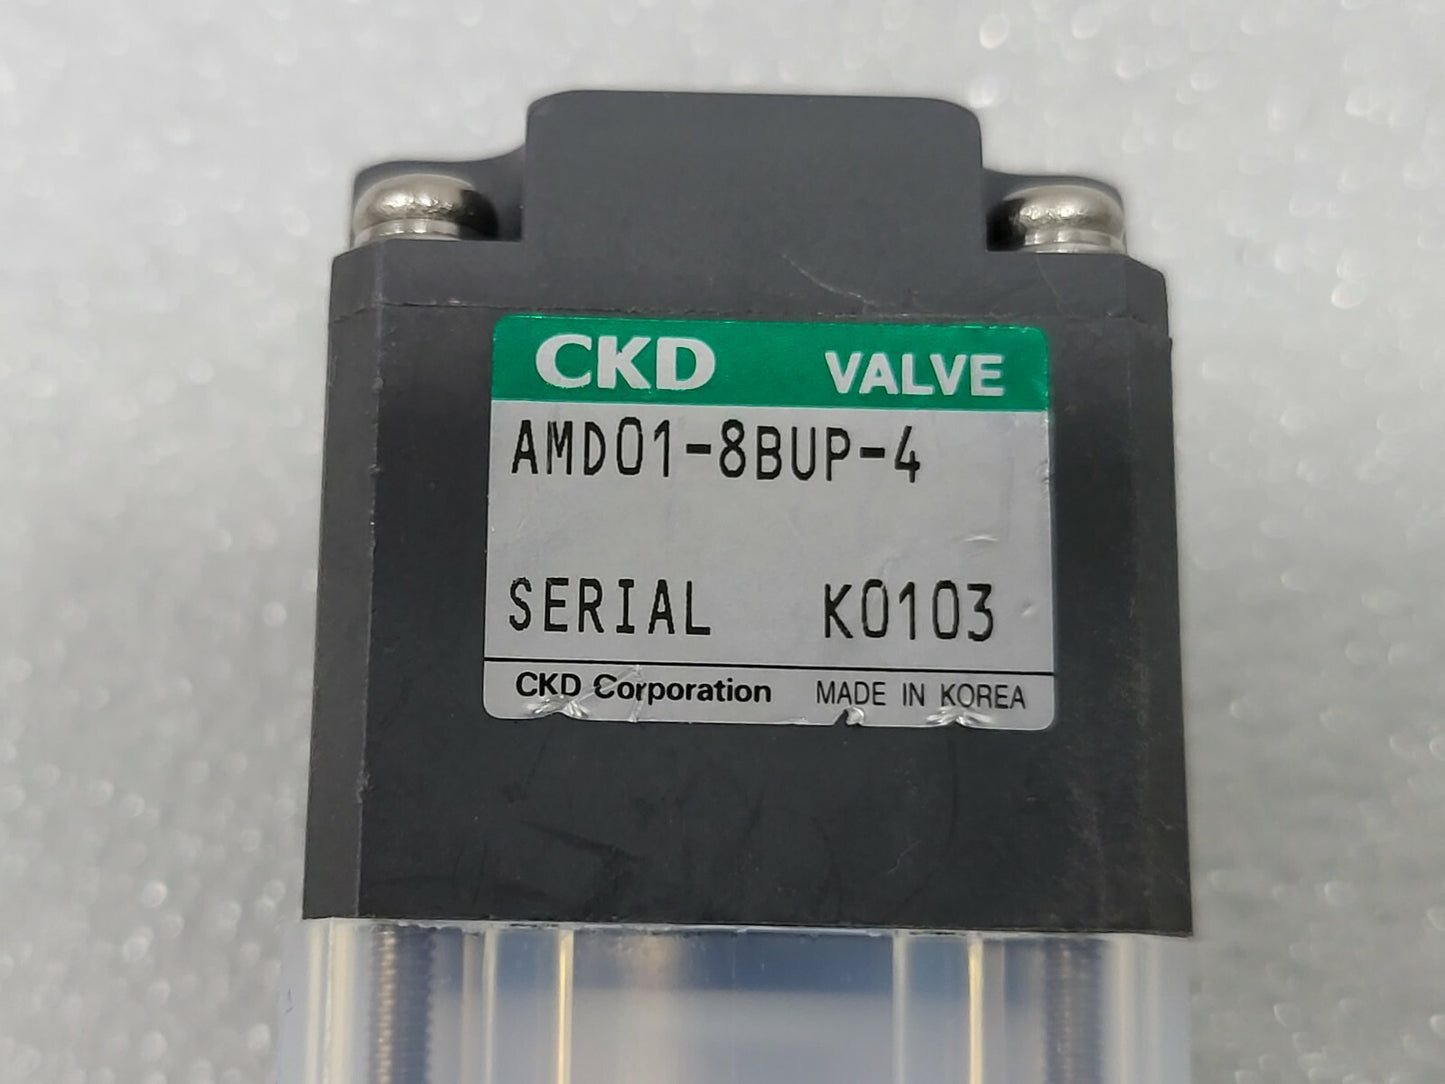 CKD VALVE
AMD01-8BUP-4
SERIAL K0103
CKD Corporation MADE IN KOREA